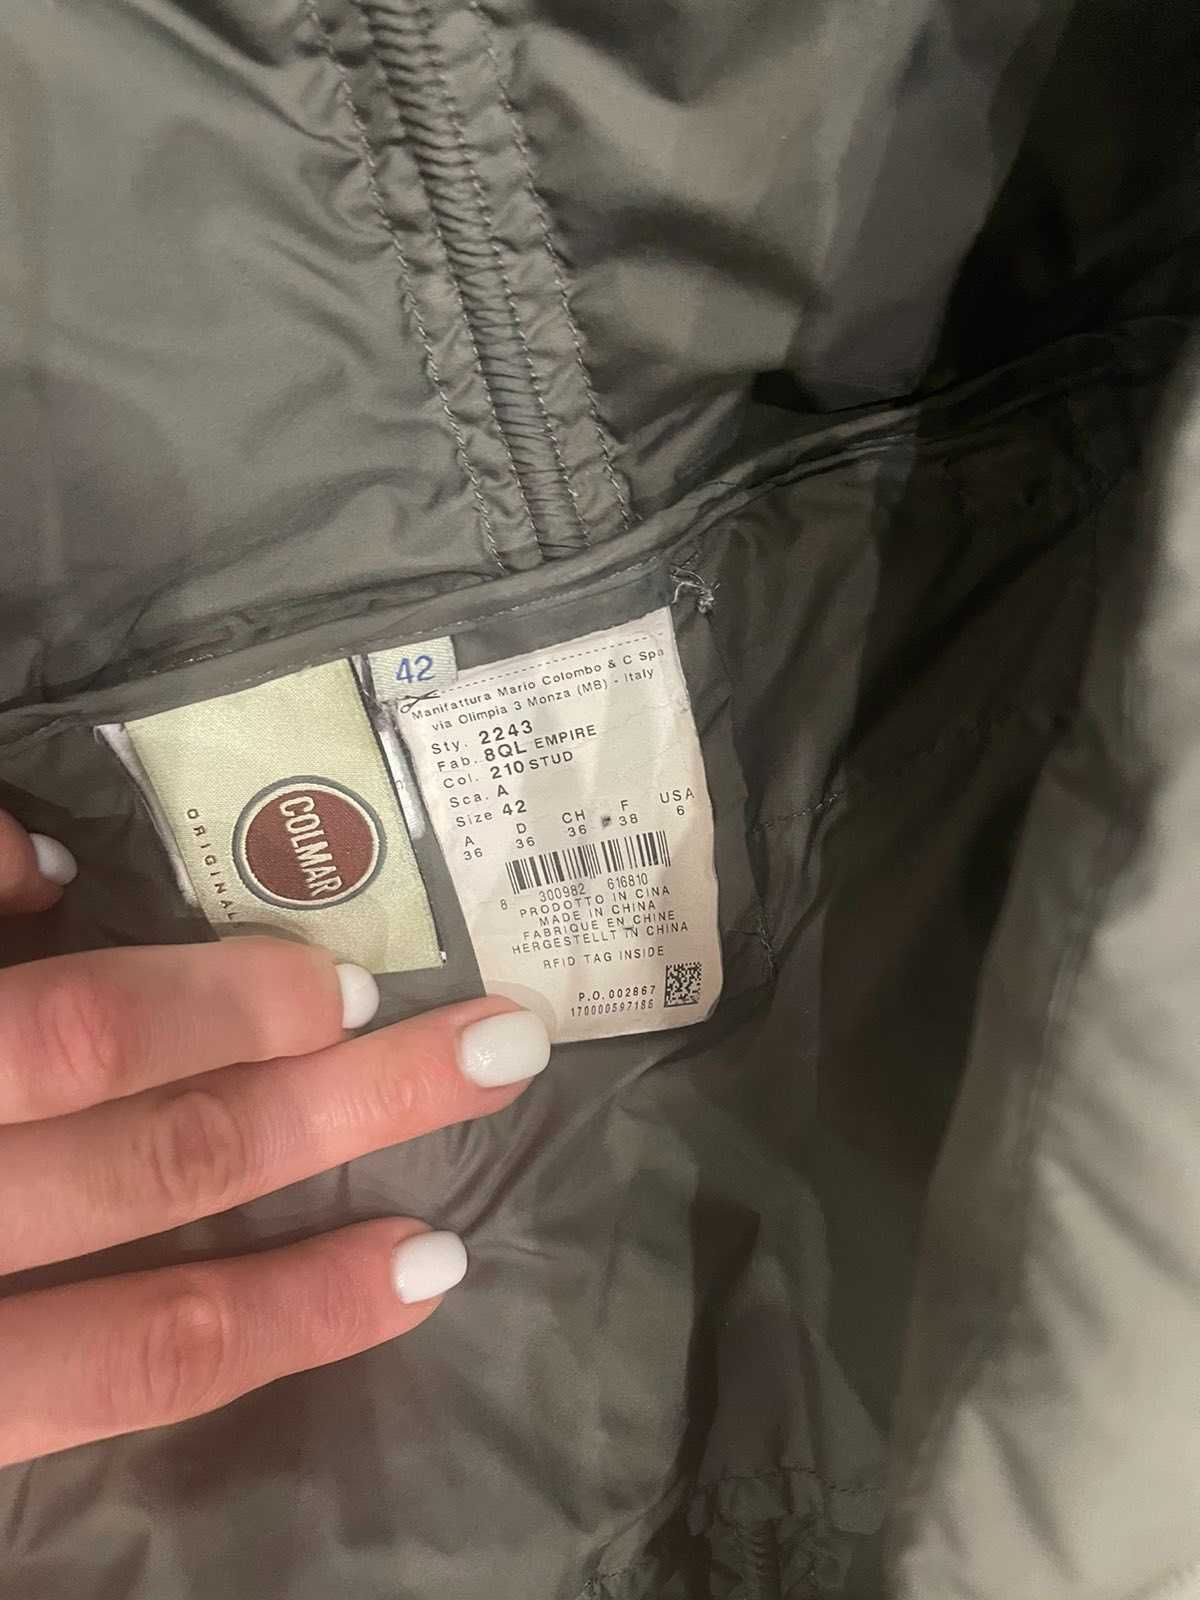 42
COLMAR
ORIGINALS
Manifattura Mario Colombo & C Spa
via Olimpia 3 Monza (MB) - Italy
Sty. 2243
Fab. 8QL EMPIRE
Col. 210 STUD
Sca. A
Size 42
A D CH F USA
36 36 36 38 6
8 300982 616810
PRODOTTO IN CINA
MADE IN CHINA
FABRIQUE EN CHINE
HERGESTELLT IN CHINA
RFID TAG INSIDE
P.O. 002867
170000597186